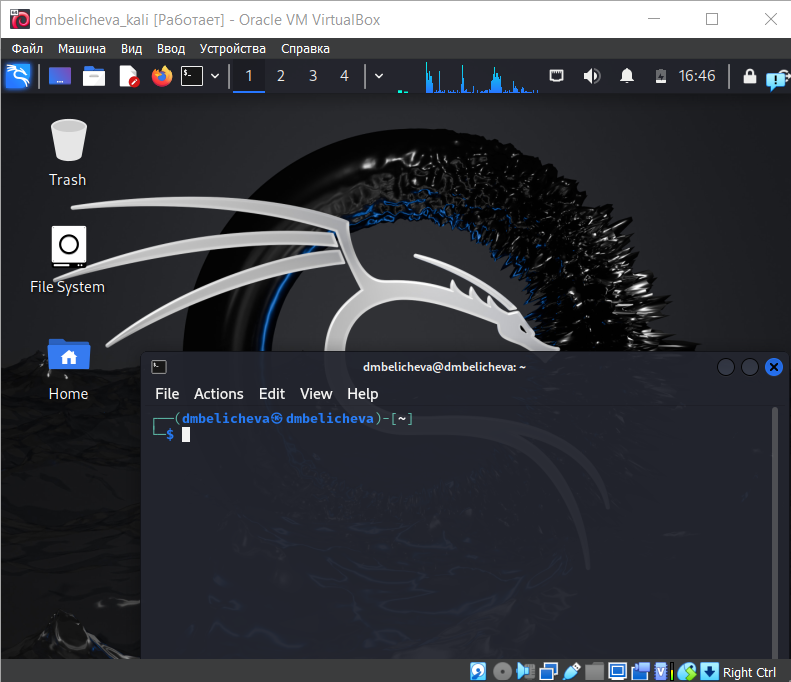 dmbelicheva_kali [Работает] - Oracle VM VirtualBox
Файл Машина Вид Ввод Устройства Справка
1 2 3 4 16:46
Trash
File System
Home
dmbelicheva@dmbelicheva: ~
File Actions Edit View Help
┌──(dmbelicheva㉿dmbelicheva)-[~]
└─$
Right Ctrl